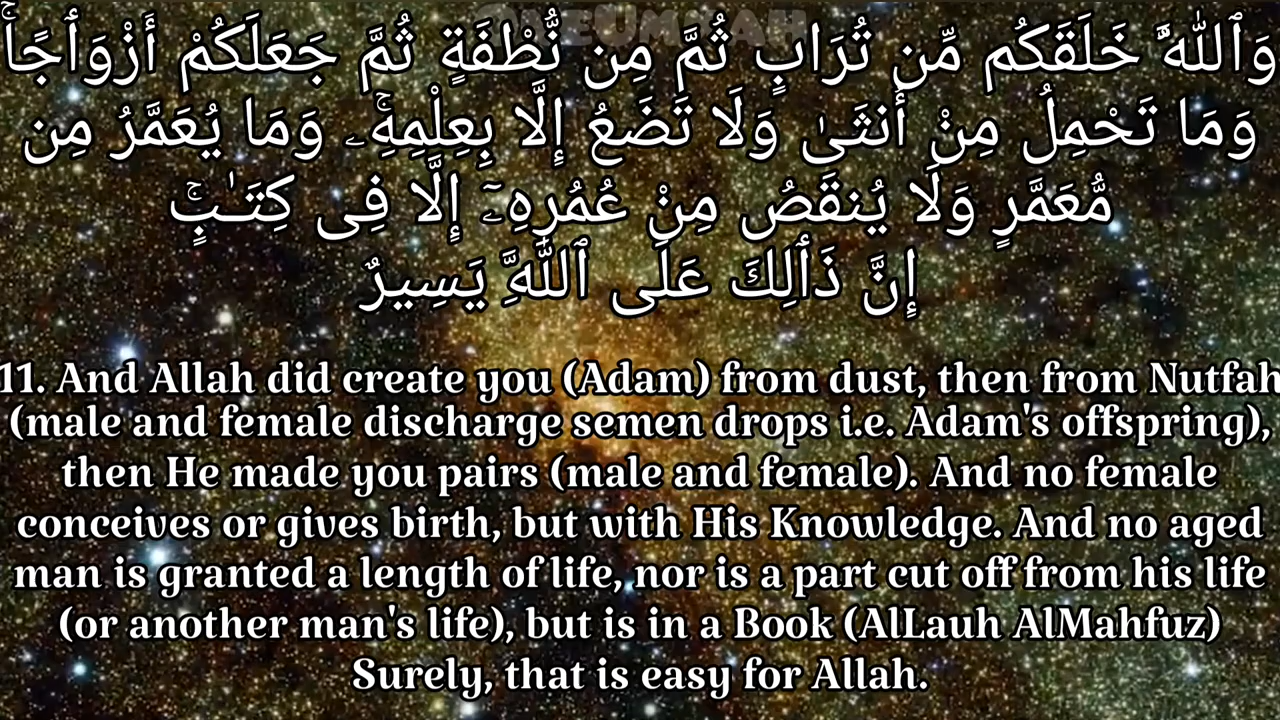 وَٱللَّهُ خَلَقَكُم مِّن تُرَابٍ ثُمَّ مِن نُّطْفَةٍ ثُمَّ جَعَلَكُمْ أَزْوَٲجًاۚ
وَمَا تَحْمِلُ مِنْ أُنثَىٰ وَلَا تَضَعُ إِلَّا بِعِلْمِهِۦۚ وَمَا يُعَمَّرُ مِن
مُّعَمَّرٍ وَلَا يُنقَصُ مِنْ عُمُرِهِۦٓ إِلَّا فِى كِتَـٰبٍۚ
إِنَّ ذَٲلِكَ عَلَى ٱللَّهِ يَسِيرٌ
11. And Allah did create you (Adam) from dust, then from Nutfah
(male and female discharge semen drops i.e. Adam's offspring),
then He made you pairs (male and female). And no female
conceives or gives birth, but with His Knowledge. And no aged
man is granted a length of life, nor is a part cut off from his life
(or another man's life), but is in a Book (AlLauh AlMahfuz)
Surely, that is easy for Allah.